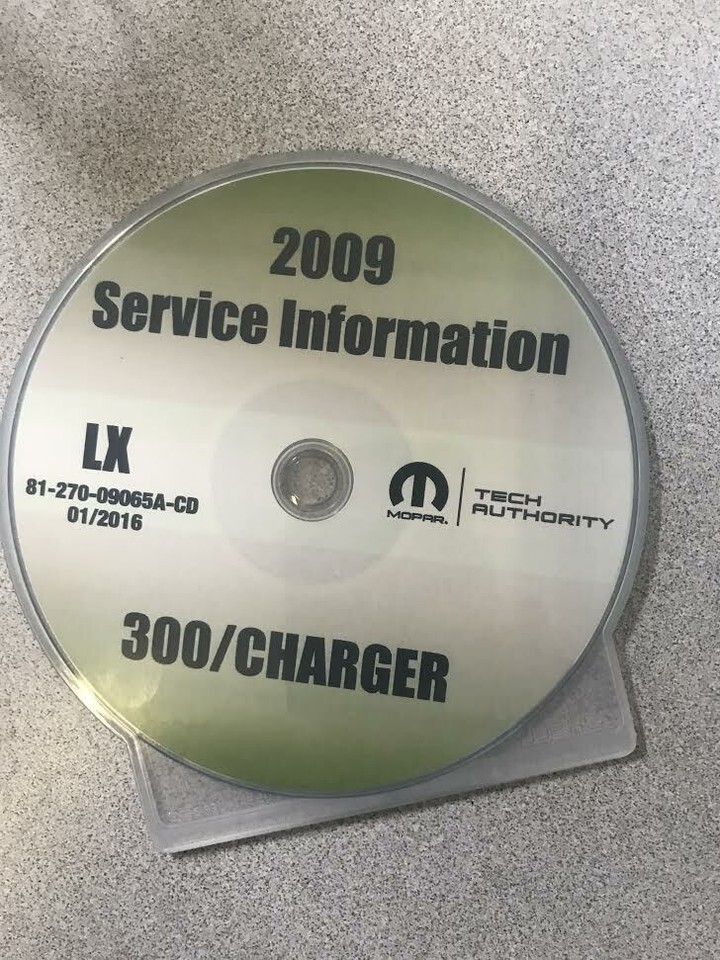 2009
Service Information
LX
81-270-09065A-CD
01/2016
MOPAR.
TECH
AUTHORITY
300/CHARGER